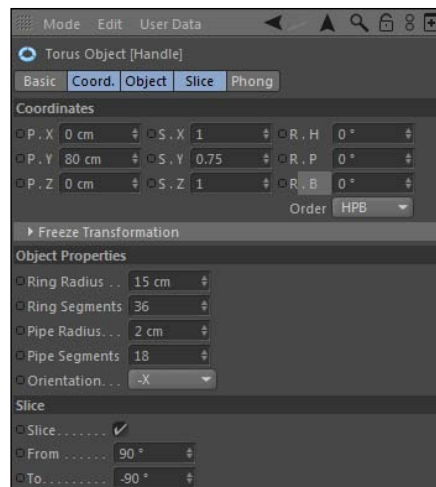 Mode Edit User Data
Torus Object [Handle]
Basic Coord. Object Slice Phong
Coordinates
P . X 0 cm S . X 1 R . H 0 °
P . Y 80 cm S . Y 0.75 R . P 0 °
P . Z 0 cm S . Z 1 R . B 0 °
Order HPB
Freeze Transformation
Object Properties
Ring Radius . . 15 cm
Ring Segments 36
Pipe Radius. . . 2 cm
Pipe Segments 18
Orientation. . . -X
Slice
Slice. . . . . . . ✔
From . . . . . . 90 °
To. . . . . . . . . -90 °